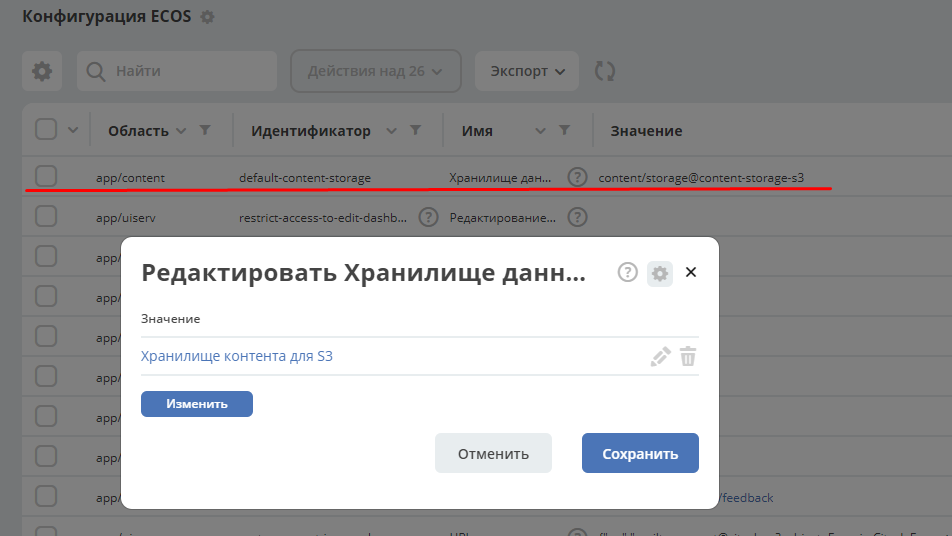 Конфигурация ECOS
Найти
Действия над 26
Экспорт
Область
Идентификатор
Имя
Значение
app/content
default-content-storage
Хранилище дан...
content/storage@content-storage-s3
app/uiserv
restrict-access-to-edit-dashb...
Редактирование...
app/
app/
app/
app/
app/
app/
app/
/feedback
Редактировать Хранилище данн...
Значение
Хранилище контента для S3
Изменить
Отменить
Сохранить